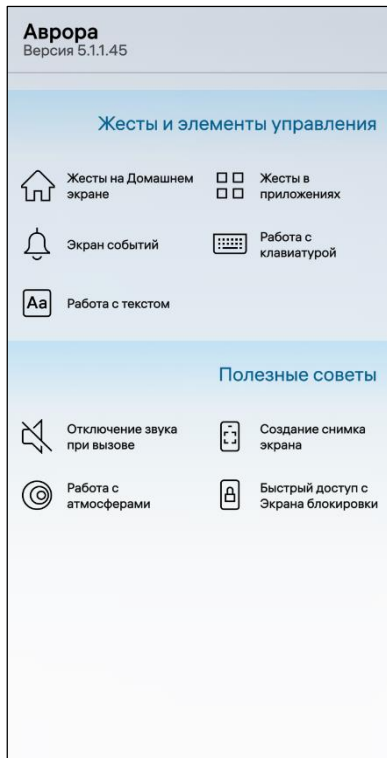 Аврора
Версия 5.1.1.45
Жесты и элементы управления
Жесты на Домашнем
экране
Жесты в
приложениях
Экран событий
Работа с
клавиатурой
Aa
Работа с текстом
Полезные советы
Отключение звука
при вызове
Создание снимка
экрана
Работа с
атмосферами
Быстрый доступ с
Экрана блокировки